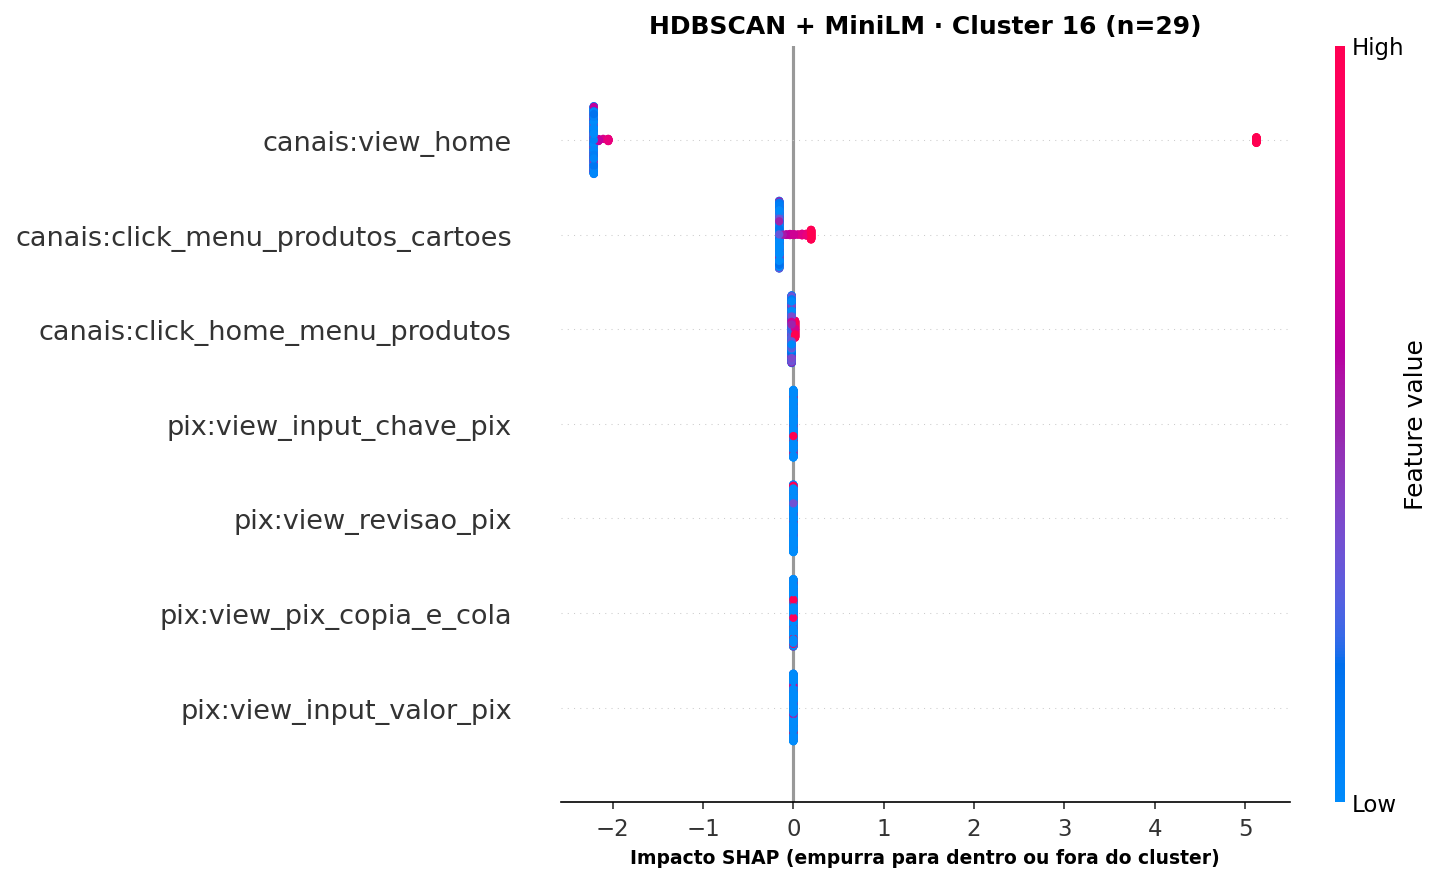 HDBSCAN + MiniLM · Cluster 16 (n=29)
High
canais:view_home
canais:click_menu_produtos_cartoes
canais:click_home_menu_produtos
pix:view_input_chave_pix
pix:view_revisao_pix
pix:view_pix_copia_e_cola
pix:view_input_valor_pix
Feature value
Low
−2 −1 0 1 2 3 4 5
Impacto SHAP (empurra para dentro ou fora do cluster)